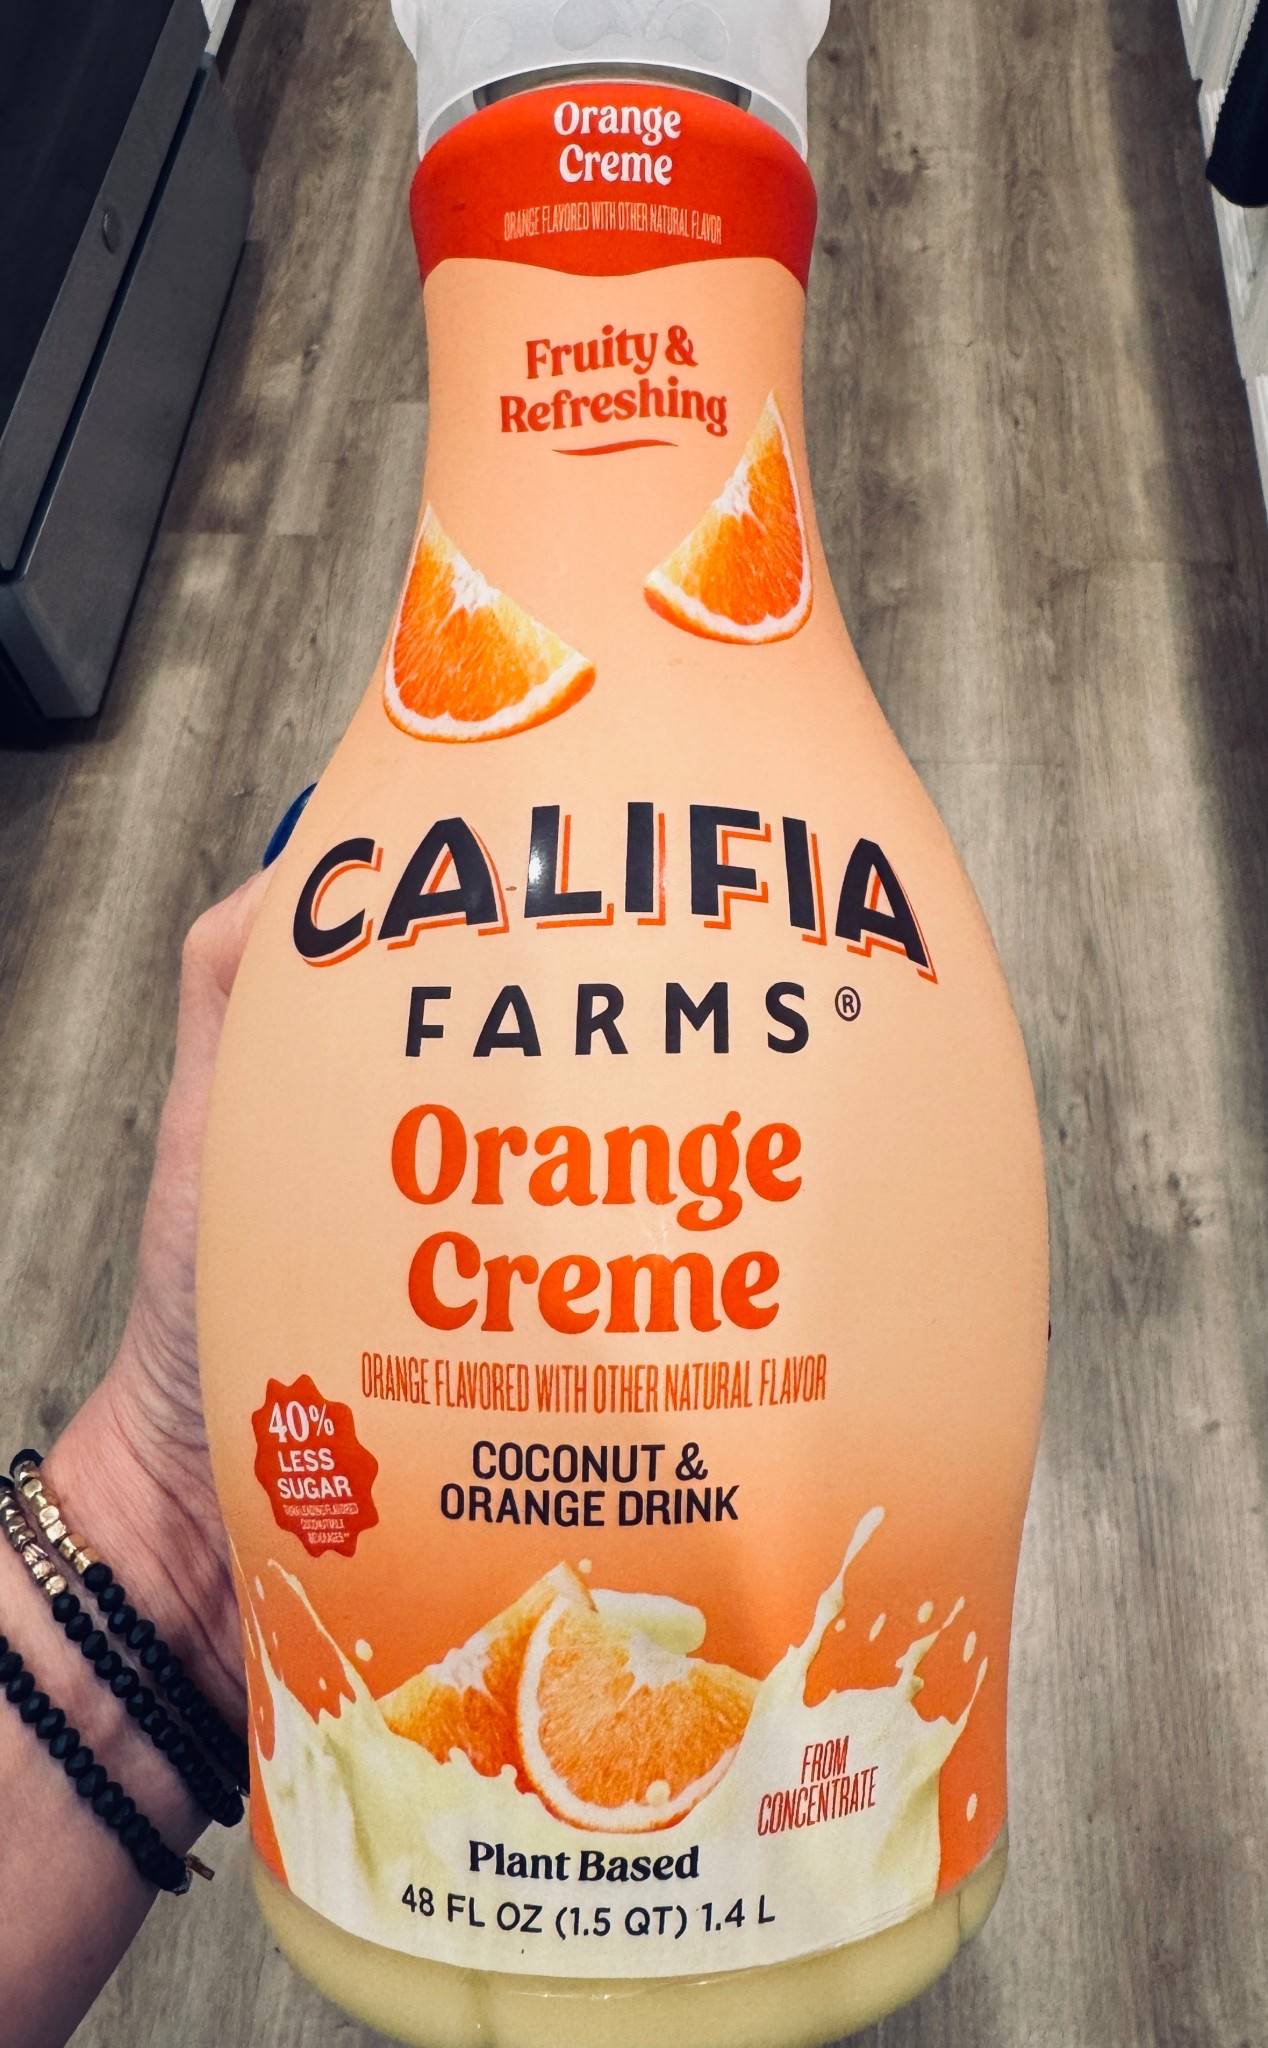 Orange
Creme
ORANGE FLAVORED WITH OTHER NATURAL FLAVOR
Fruity &
Refreshing
CALIFIA
FARMS®
Orange
Creme
ORANGE FLAVORED WITH OTHER NATURAL FLAVOR
40%
LESS
SUGAR
COCONUT &
ORANGE DRINK
FROM
CONCENTRATE
Plant Based
48 FL OZ (1.5 QT) 1.4 L